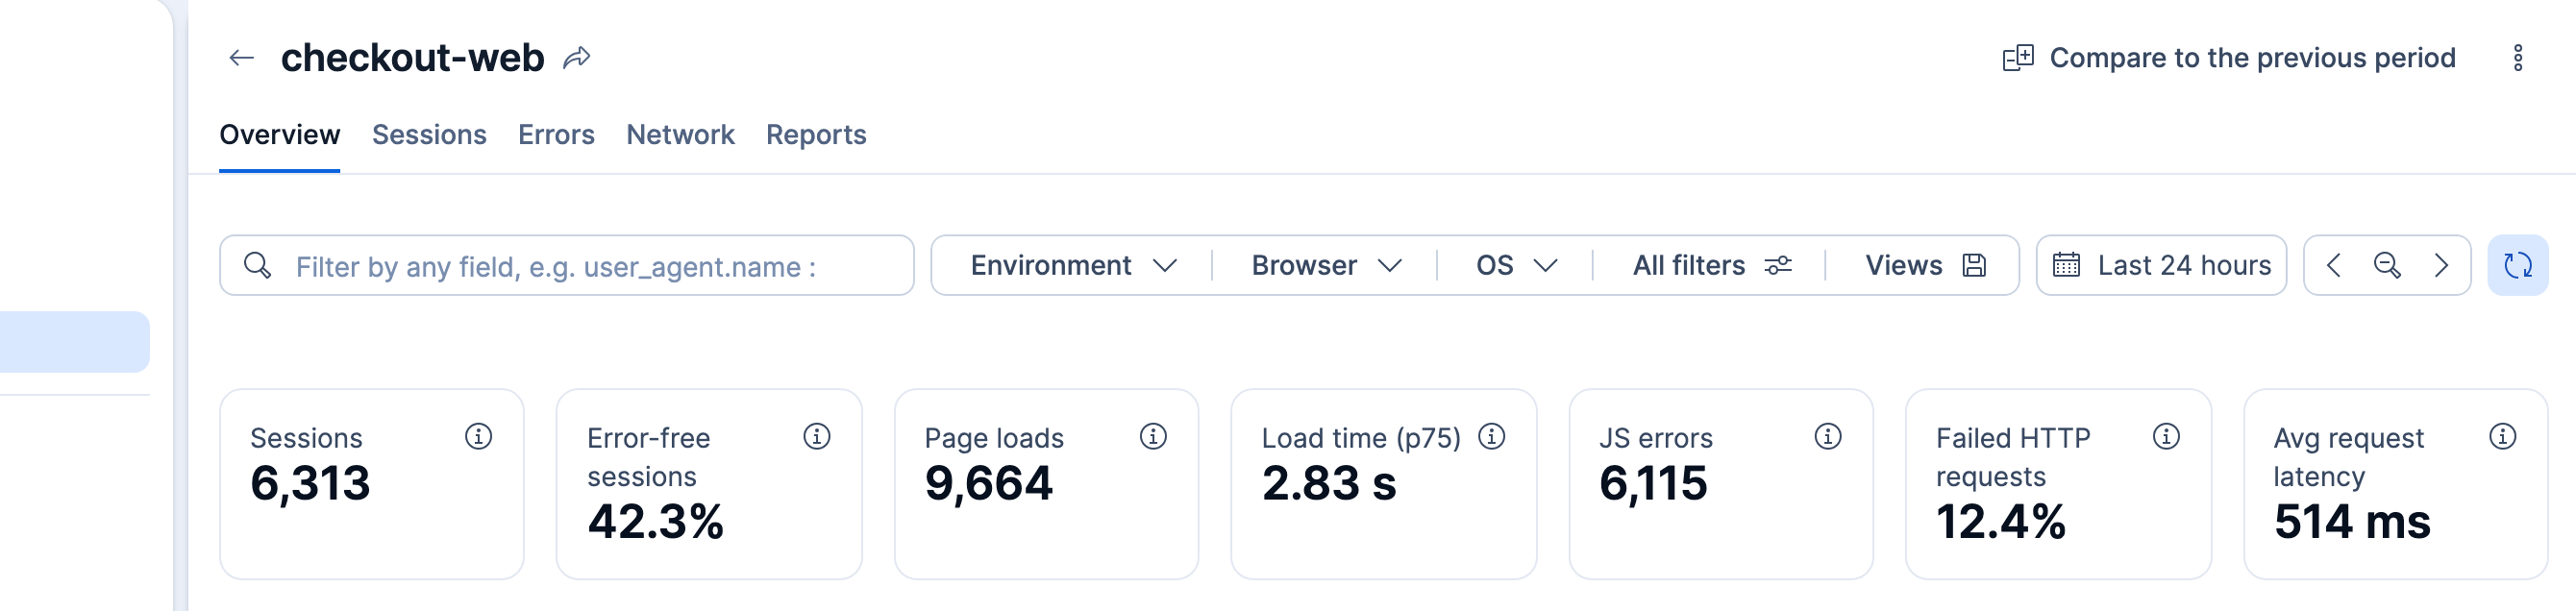 checkout-web
Compare to the previous period
Overview Sessions Errors Network Reports
Filter by any field, e.g. user_agent.name :
Environment Browser OS All filters Views Last 24 hours
Sessions
6,313
Error-free
sessions
42.3%
Page loads
9,664
Load time (p75)
2.83 s
JS errors
6,115
Failed HTTP
requests
12.4%
Avg request
latency
514 ms